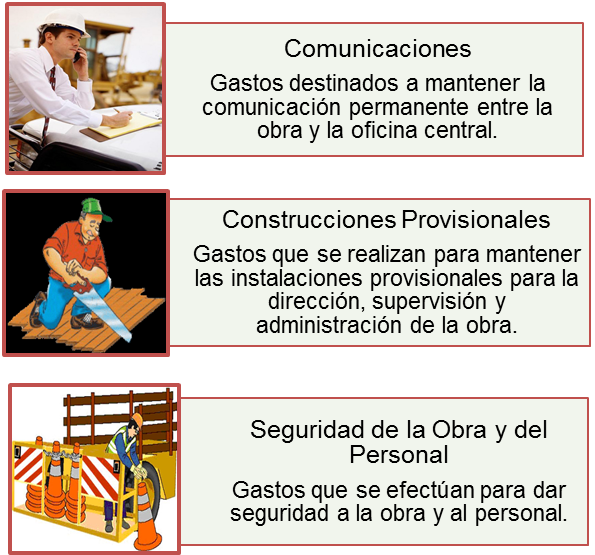 Comunicaciones
Gastos destinados a mantener la
comunicación permanente entre la
obra y la oficina central.
Construcciones Provisionales
Gastos que se realizan para mantener
las instalaciones provisionales para la
dirección, supervisión y
administración de la obra.
Seguridad de la Obra y del
Personal
Gastos que se efectúan para dar
seguridad a la obra y al personal.